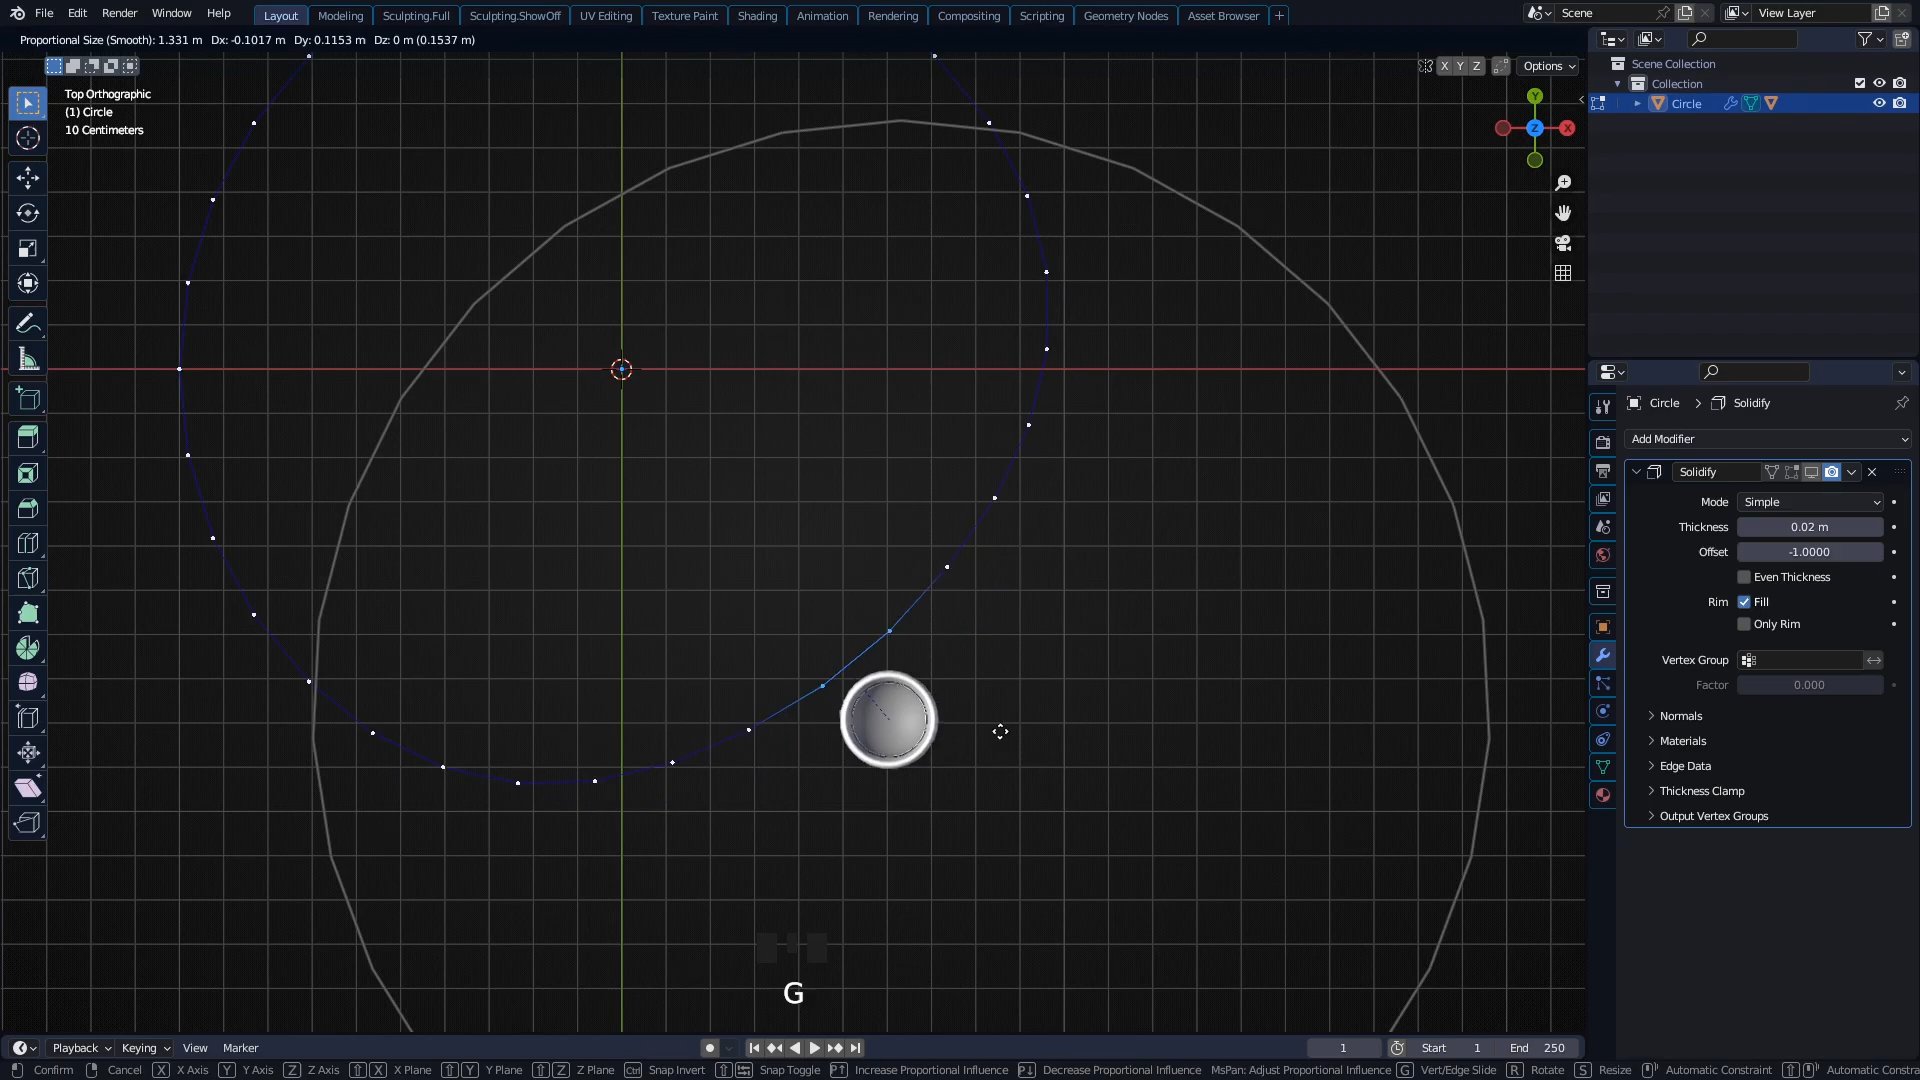 File Edit Render Window Help Layout Modeling Sculpting.Full Sculpting.ShowOff UV Editing Texture Paint Shading Animation Rendering Compositing Scripting Geometry Nodes Asset Browser + Scene View Layer
Proportional Size (Smooth): 1.331 m Dx: -0.1017 m Dy: 0.1153 m Dz: 0 m (0.1537 m)
X Y Z Options
Top Orthographic
(1) Circle
10 Centimeters
Y
Z X
Scene Collection
Collection
Circle
Circle > Solidify
Add Modifier
Solidify
Mode Simple
Thickness 0.02 m
Offset -1.0000
Even Thickness
Rim Fill
Only Rim
Vertex Group
Factor 0.000
Normals
Materials
Edge Data
Thickness Clamp
Output Vertex Groups
G
Playback Keying View Marker 1 Start 1 End 250
Confirm Cancel X X Axis Y Y Axis Z Z Axis X X Plane Y Y Plane Z Z Plane Ctrl Snap Invert Snap Toggle P↑ Increase Proportional Influence P↓ Decrease Proportional Influence MsPan: Adjust Proportional Influence G Vert/Edge Slide R Rotate S Resize Automatic Constraint Automatic Constra